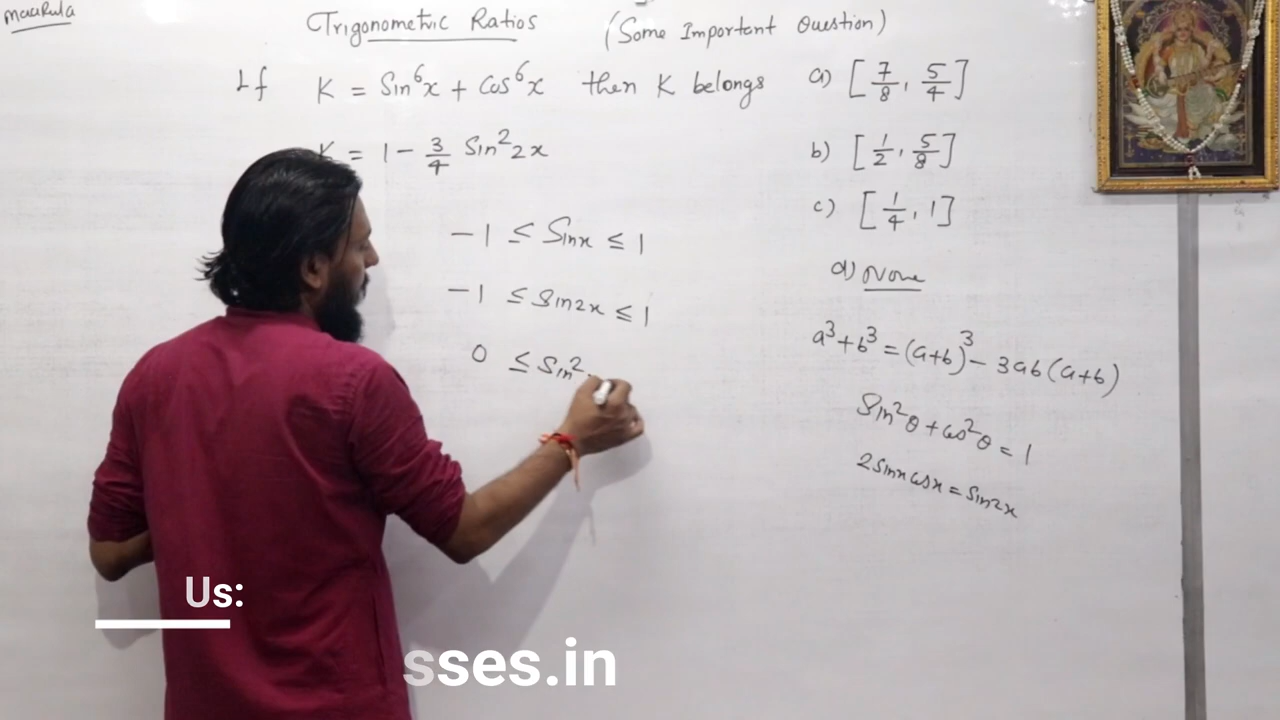 Maukula
Trigonometric Ratios (Some Important Question)
If K = Sin⁶x + Cos⁶x then K belongs
a) [7/8, 5/4]
K = 1 - 3/4 Sin²2x
b) [1/2, 5/8]
c) [1/4, 1]
-1 ≤ Sinx ≤ 1
d) None
-1 ≤ Sin2x ≤ 1
0 ≤ Sin²
a³+b³ = (a+b)³ - 3ab(a+b)
Sin²θ + Cos²θ = 1
2Sinx Cosx = Sin2x
Us:
sses.in